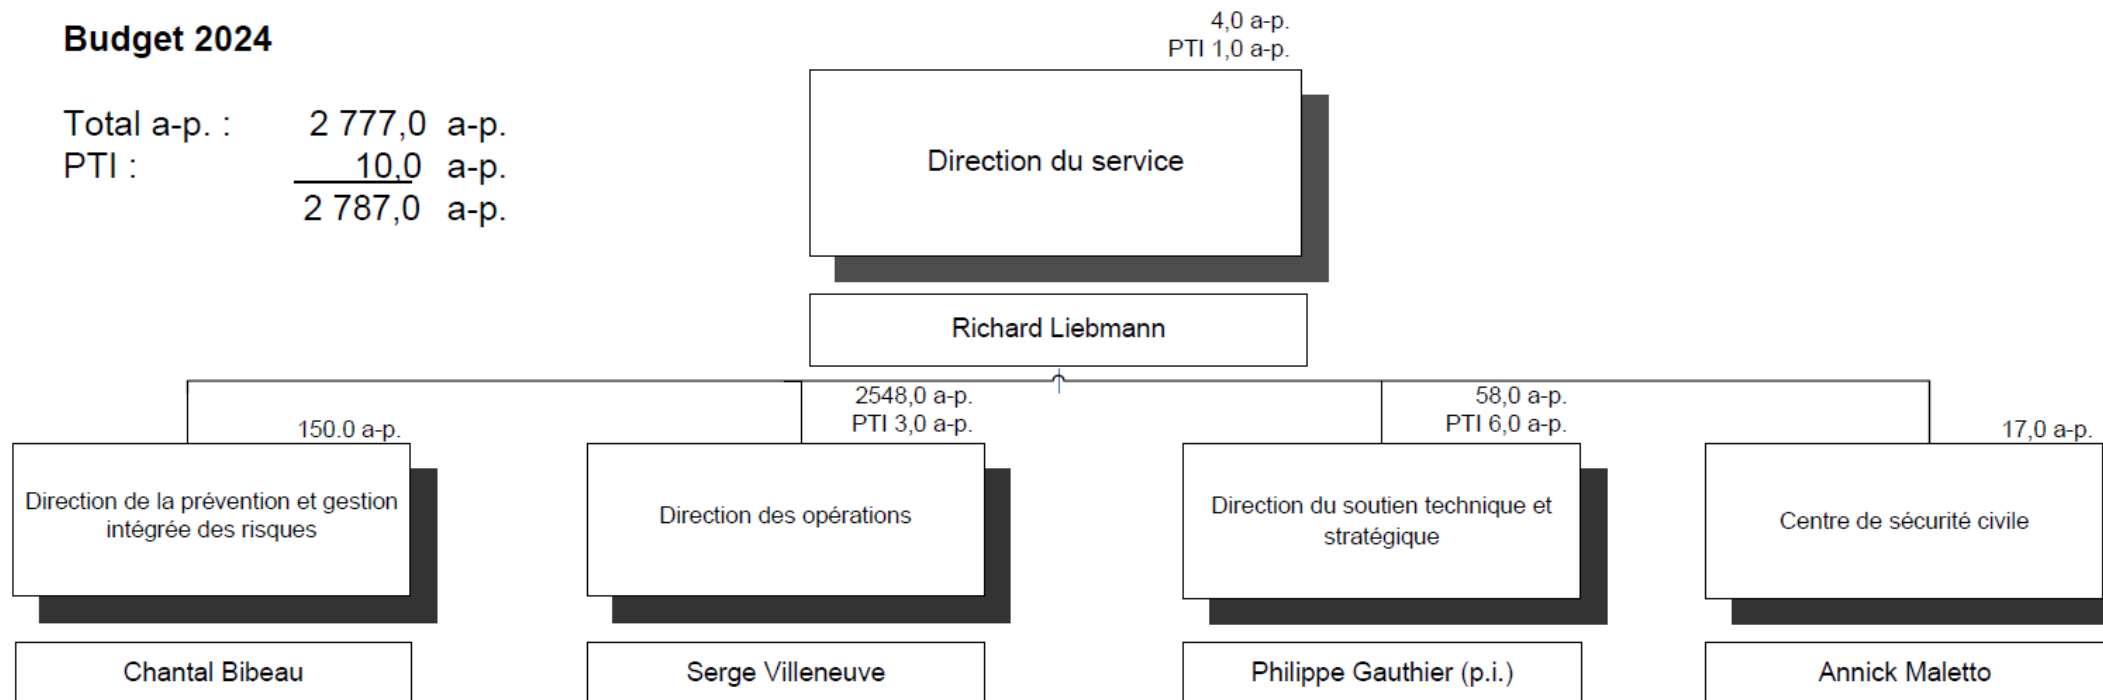 Budget 2024
Total a-p. : 2 777,0 a-p.
PTI : 10,0 a-p.
2 787,0 a-p.
4,0 a-p.
PTI 1,0 a-p.
Direction du service
Richard Liebmann
150.0 a-p.
Direction de la prévention et gestion
intégrée des risques
Chantal Bibeau
2548,0 a-p.
PTI 3,0 a-p.
Direction des opérations
Serge Villeneuve
58,0 a-p.
PTI 6,0 a-p.
Direction du soutien technique et
stratégique
Philippe Gauthier (p.i.)
17,0 a-p.
Centre de sécurité civile
Annick Maletto